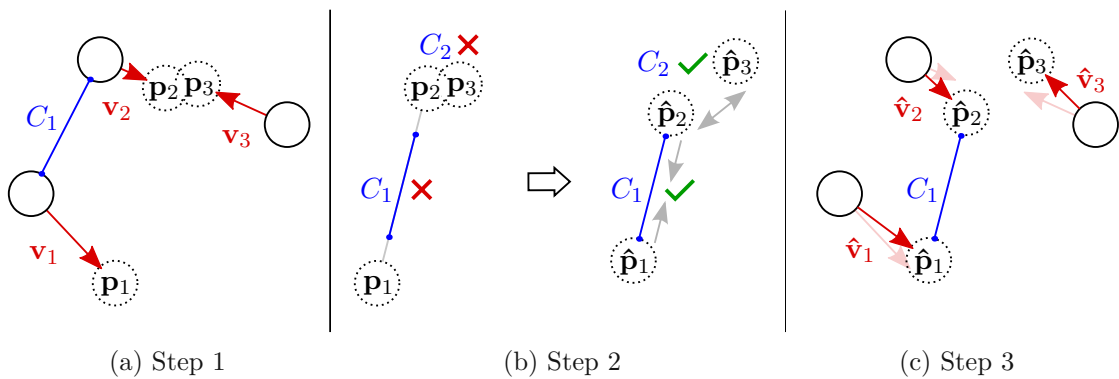 C₁
v₂
p₂ p₃
v₃
v₁
p₁
(a) Step 1
C₂
p₂ p₃
C₁
p₁
C₂
p̂₃
p̂₂
C₁
p̂₁
(b) Step 2
p̂₃
v̂₃
v̂₂
p̂₂
C₁
v̂₁
p̂₁
(c) Step 3